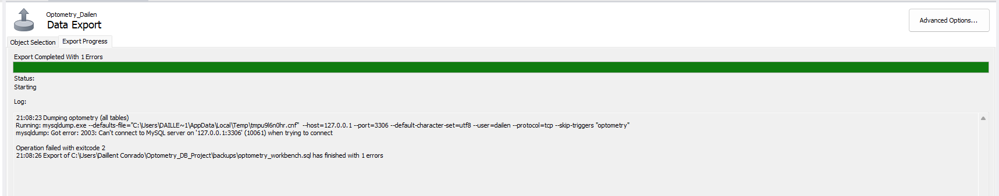 Optometry_Dailen
Data Export
Advanced Options...
Object Selection
Export Progress
Export Completed With 1 Errors
Status:
Starting
Log:
21:08:23 Dumping optometry (all tables)
Running: mysqldump.exe --defaults-file="C:\Users\DAILLE~1\AppData\Local\Temp\tmpu9l6n0hr.cnf"  --host=127.0.0.1 --port=3306 --default-character-set=utf8 --user=dailen --protocol=tcp --skip-triggers "optometry"
mysqldump: Got error: 2003: Can't connect to MySQL server on '127.0.0.1:3306' (10061) when trying to connect
Operation failed with exitcode 2
21:08:26 Export of C:\Users\Daillent Conrado\Optometry_DB_Project\backups\optometry_workbench.sql has finished with 1 errors